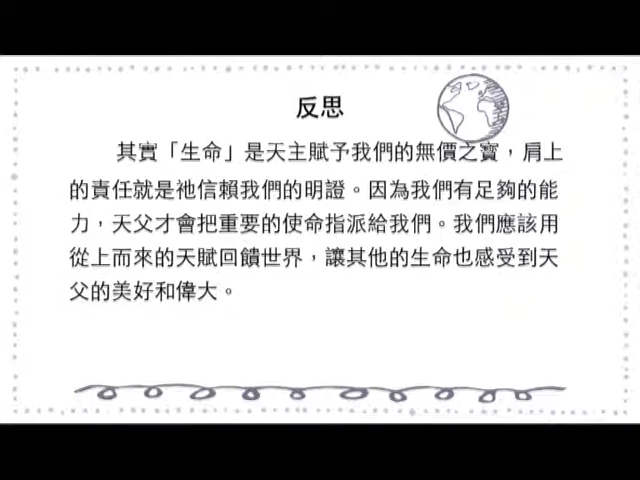 反思
其實「生命」是天主賦予我們的無價之寶，肩上
的責任就是祂信賴我們的明證。因為我們有足夠的能
力，天父才會把重要的使命指派給我們。我們應該用
從上而來的天賦回饋世界，讓其他的生命也感受到天
父的美好和偉大。